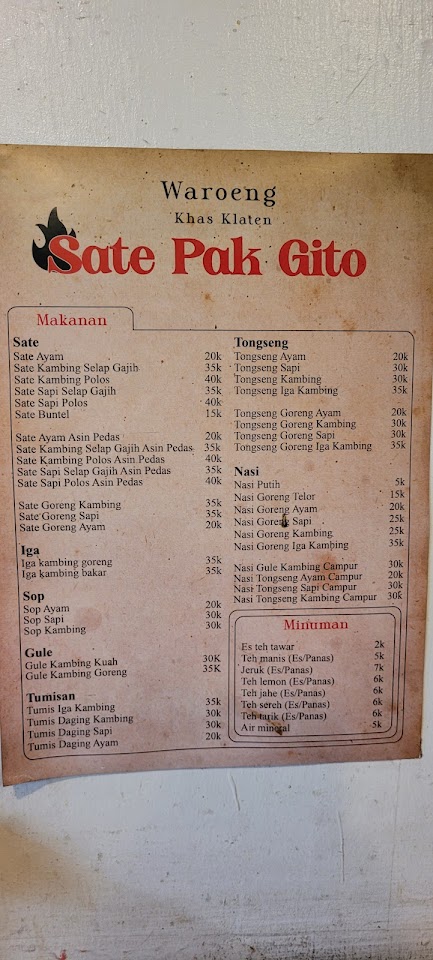 Waroeng
Khas Klaten
Sate Pak Gito
Makanan
Sate
Sate Ayam 20k
Sate Kambing Selap Gajih 35k
Sate Kambing Polos 40k
Sate Sapi Selap Gajih 35k
Sate Sapi Polos 40k
Sate Buntel 15k
Sate Ayam Asin Pedas 20k
Sate Kambing Selap Gajih Asin Pedas 35k
Sate Kambing Polos Asin Pedas 40k
Sate Sapi Selap Gajih Asin Pedas 35k
Sate Sapi Polos Asin Pedas 40k
Sate Goreng Kambing 35k
Sate Goreng Sapi 35k
Sate Goreng Ayam 20k
Iga
Iga kambing goreng 35k
Iga kambing bakar 35k
Sop
Sop Ayam 20k
Sop Sapi 30k
Sop Kambing 30k
Gule
Gule Kambing Kuah 30K
Gule Kambing Goreng 35K
Tumisan
Tumis Iga Kambing 35k
Tumis Daging Kambing 30k
Tumis Daging Sapi 30k
Tumis Daging Ayam 20k
Tongseng
Tongseng Ayam 20k
Tongseng Sapi 30k
Tongseng Kambing 30k
Tongseng Iga Kambing 35k
Tongseng Goreng Ayam 20k
Tongseng Goreng Kambing 30k
Tongseng Goreng Sapi 30k
Tongseng Goreng Iga Kambing 35k
Nasi
Nasi Putih 5k
Nasi Goreng Telor 15k
Nasi Goreng Ayam 20k
Nasi Goreng Sapi 25k
Nasi Goreng Kambing 25k
Nasi Goreng Iga Kambing 35k
Nasi Gule Kambing Campur 30k
Nasi Tongseng Ayam Campur 20k
Nasi Tongseng Sapi Campur 30k
Nasi Tongseng Kambing Campur 30k
Minuman
Es teh tawar 2k
Teh manis (Es/Panas) 5k
Jeruk (Es/Panas) 7k
Teh lemon (Es/Panas) 6k
Teh jahe (Es/Panas) 6k
Teh sereh (Es/Panas) 6k
Teh tarik (Es/Panas) 6k
Air mineral 5k